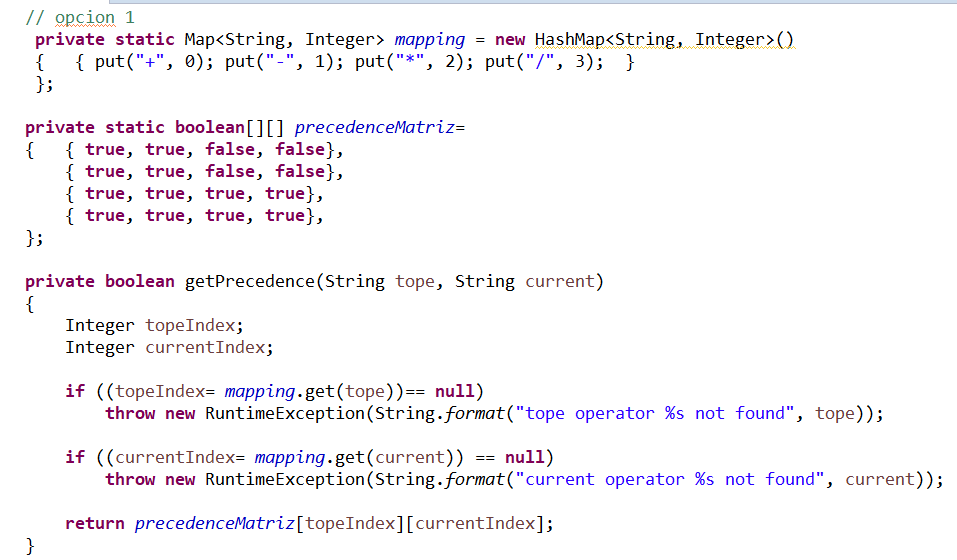 // opcion 1
private static Map<String, Integer> mapping = new HashMap<String, Integer>()
{   { put("+", 0); put("-", 1); put("*", 2); put("/", 3);  }
};
private static boolean[][] precedenceMatriz=
{   { true, true, false, false},
{ true, true, false, false},
{ true, true, true, true},
{ true, true, true, true},
};
private boolean getPrecedence(String tope, String current)
{
Integer topeIndex;
Integer currentIndex;
if ((topeIndex= mapping.get(tope))== null)
throw new RuntimeException(String.format("tope operator %s not found", tope));
if ((currentIndex= mapping.get(current)) == null)
throw new RuntimeException(String.format("current operator %s not found", current));
return precedenceMatriz[topeIndex][currentIndex];
}